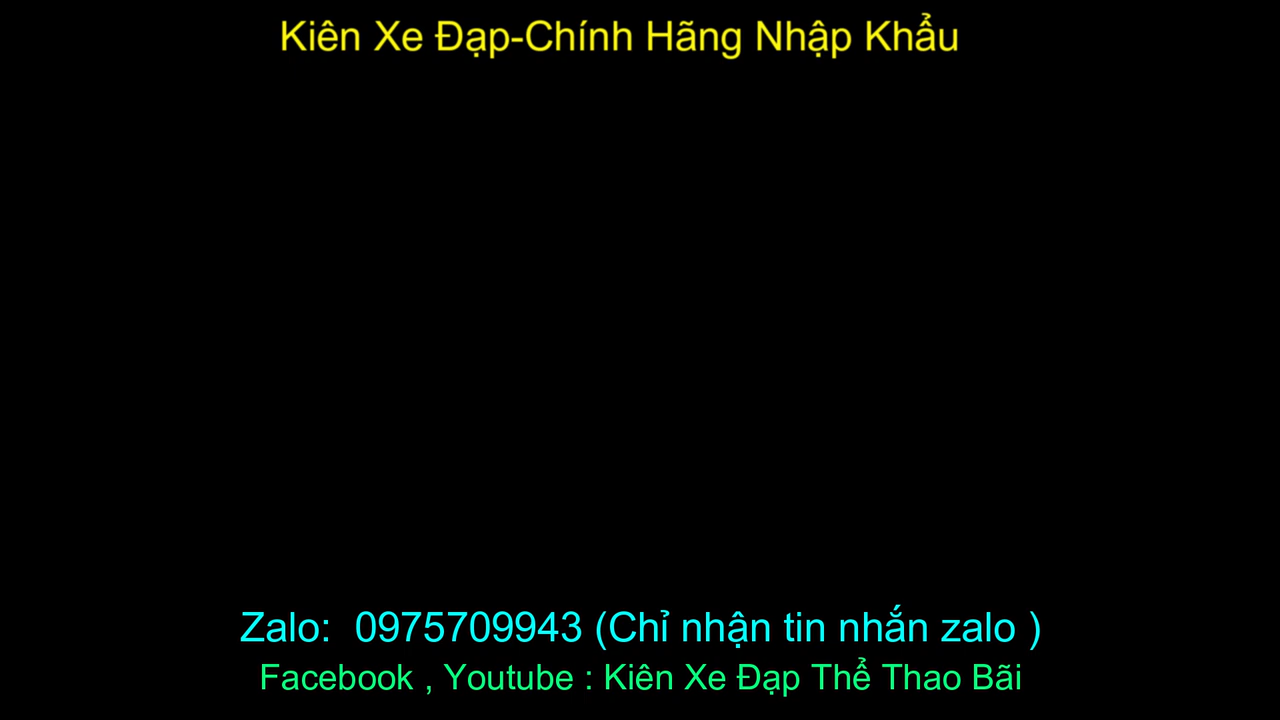 Kiên Xe Đạp-Chính Hãng Nhập Khẩu
Zalo:  0975709943 (Chỉ nhận tin nhắn zalo )
Facebook , Youtube : Kiên Xe Đạp Thể Thao Bãi